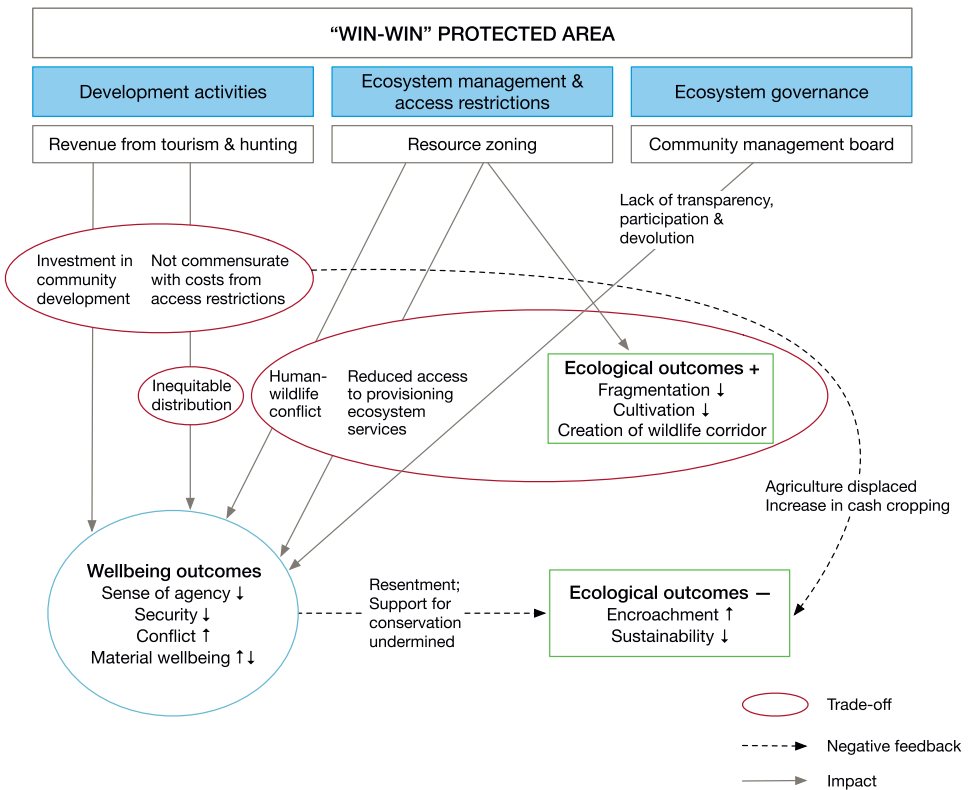 “WIN-WIN” PROTECTED AREA
Development activities
Ecosystem management &
access restrictions
Ecosystem governance
Revenue from tourism & hunting
Resource zoning
Community management board
Lack of transparency,
participation &
devolution
Investment in
community
development
Not commensurate
with costs from
access restrictions
Inequitable
distribution
Human-
wildlife
conflict
Reduced access
to provisioning
ecosystem
services
Ecological outcomes +
Fragmentation ↓
Cultivation ↓
Creation of wildlife corridor
Agriculture displaced
Increase in cash cropping
Wellbeing outcomes
Sense of agency ↓
Security ↓
Conflict ↑
Material wellbeing ↑↓
Resentment;
Support for
conservation
undermined
Ecological outcomes —
Encroachment ↑
Sustainability ↓
Trade-off
Negative feedback
Impact